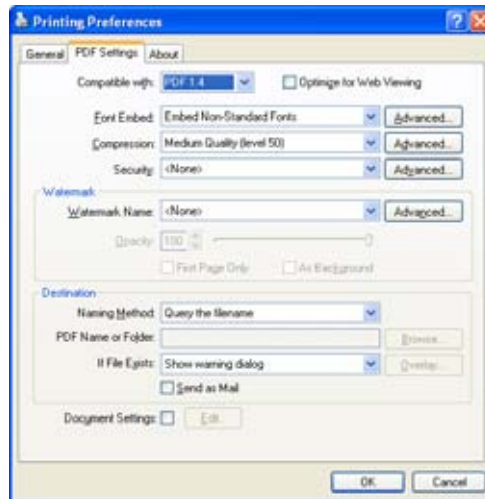 Printing Preferences
General PDF Settings About
Compatible with: PDF 1.4 Optimize for Web Viewing
Font Embed: Embed Non-Standard Fonts Advanced...
Compression: Medium Quality (level 50) Advanced...
Security: <None> Advanced...
Watermark
Watermark Name: <None> Advanced...
Opacity: 100
First Page Only As Background
Destination
Naming Method: Query the filename
PDF Name or Folder: Browse...
If File Exists: Show warning dialog Overlay...
Send as Mail
Document Settings: Edit...
OK Cancel